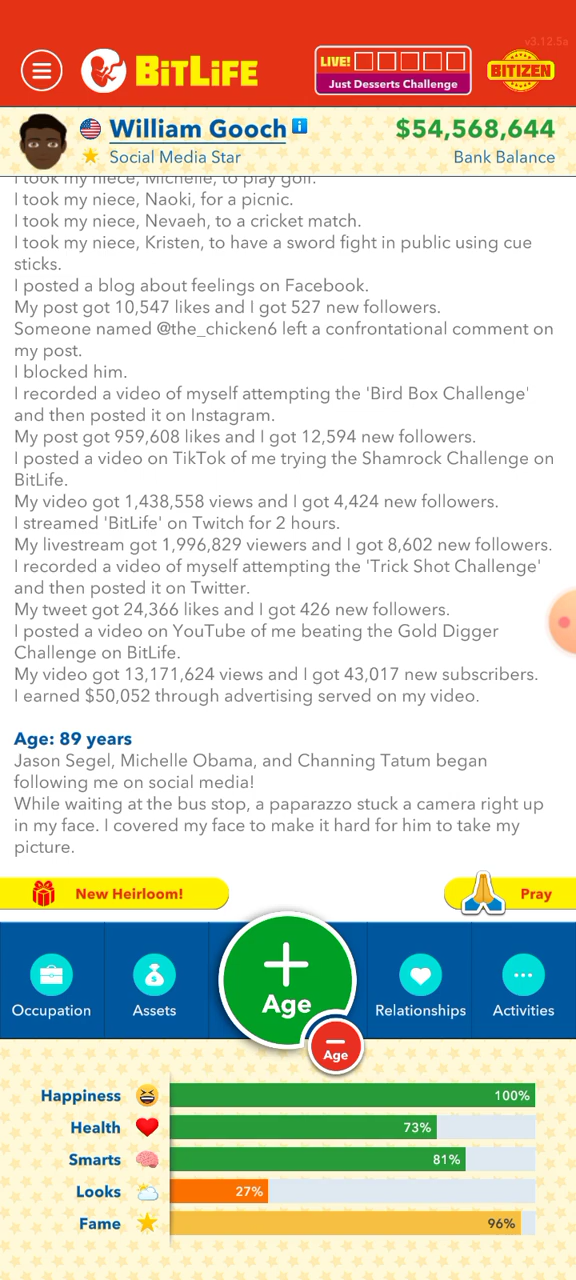 v3.12.5a
BITLIFE
LIVE!
Just Desserts Challenge
BITIZEN
William Gooch i
$54,568,644
Social Media Star
Bank Balance
I took my niece, Michelle, to play golf.
I took my niece, Naoki, for a picnic.
I took my niece, Nevaeh, to a cricket match.
I took my niece, Kristen, to have a sword fight in public using cue
sticks.
I posted a blog about feelings on Facebook.
My post got 10,547 likes and I got 527 new followers.
Someone named @the_chicken6 left a confrontational comment on
my post.
I blocked him.
I recorded a video of myself attempting the 'Bird Box Challenge'
and then posted it on Instagram.
My post got 959,608 likes and I got 12,594 new followers.
I posted a video on TikTok of me trying the Shamrock Challenge on
BitLife.
My video got 1,438,558 views and I got 4,424 new followers.
I streamed 'BitLife' on Twitch for 2 hours.
My livestream got 1,996,829 viewers and I got 8,602 new followers.
I recorded a video of myself attempting the 'Trick Shot Challenge'
and then posted it on Twitter.
My tweet got 24,366 likes and I got 426 new followers.
I posted a video on YouTube of me beating the Gold Digger
Challenge on BitLife.
My video got 13,171,624 views and I got 43,017 new subscribers.
I earned $50,052 through advertising served on my video.
Age: 89 years
Jason Segel, Michelle Obama, and Channing Tatum began
following me on social media!
While waiting at the bus stop, a paparazzo stuck a camera right up
in my face. I covered my face to make it hard for him to take my
picture.
New Heirloom!
Pray
Occupation
Assets
Age
Relationships
Activities
Age
Happiness 100%
Health 73%
Smarts 81%
Looks 27%
Fame 96%